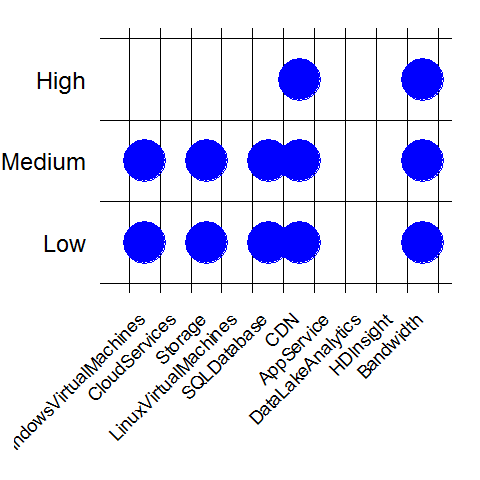 High
Medium
Low
ndowsVirtualMachines
CloudServices
Storage
LinuxVirtualMachines
SQLDatabase
CDN
AppService
DataLakeAnalytics
HDInsight
Bandwidth